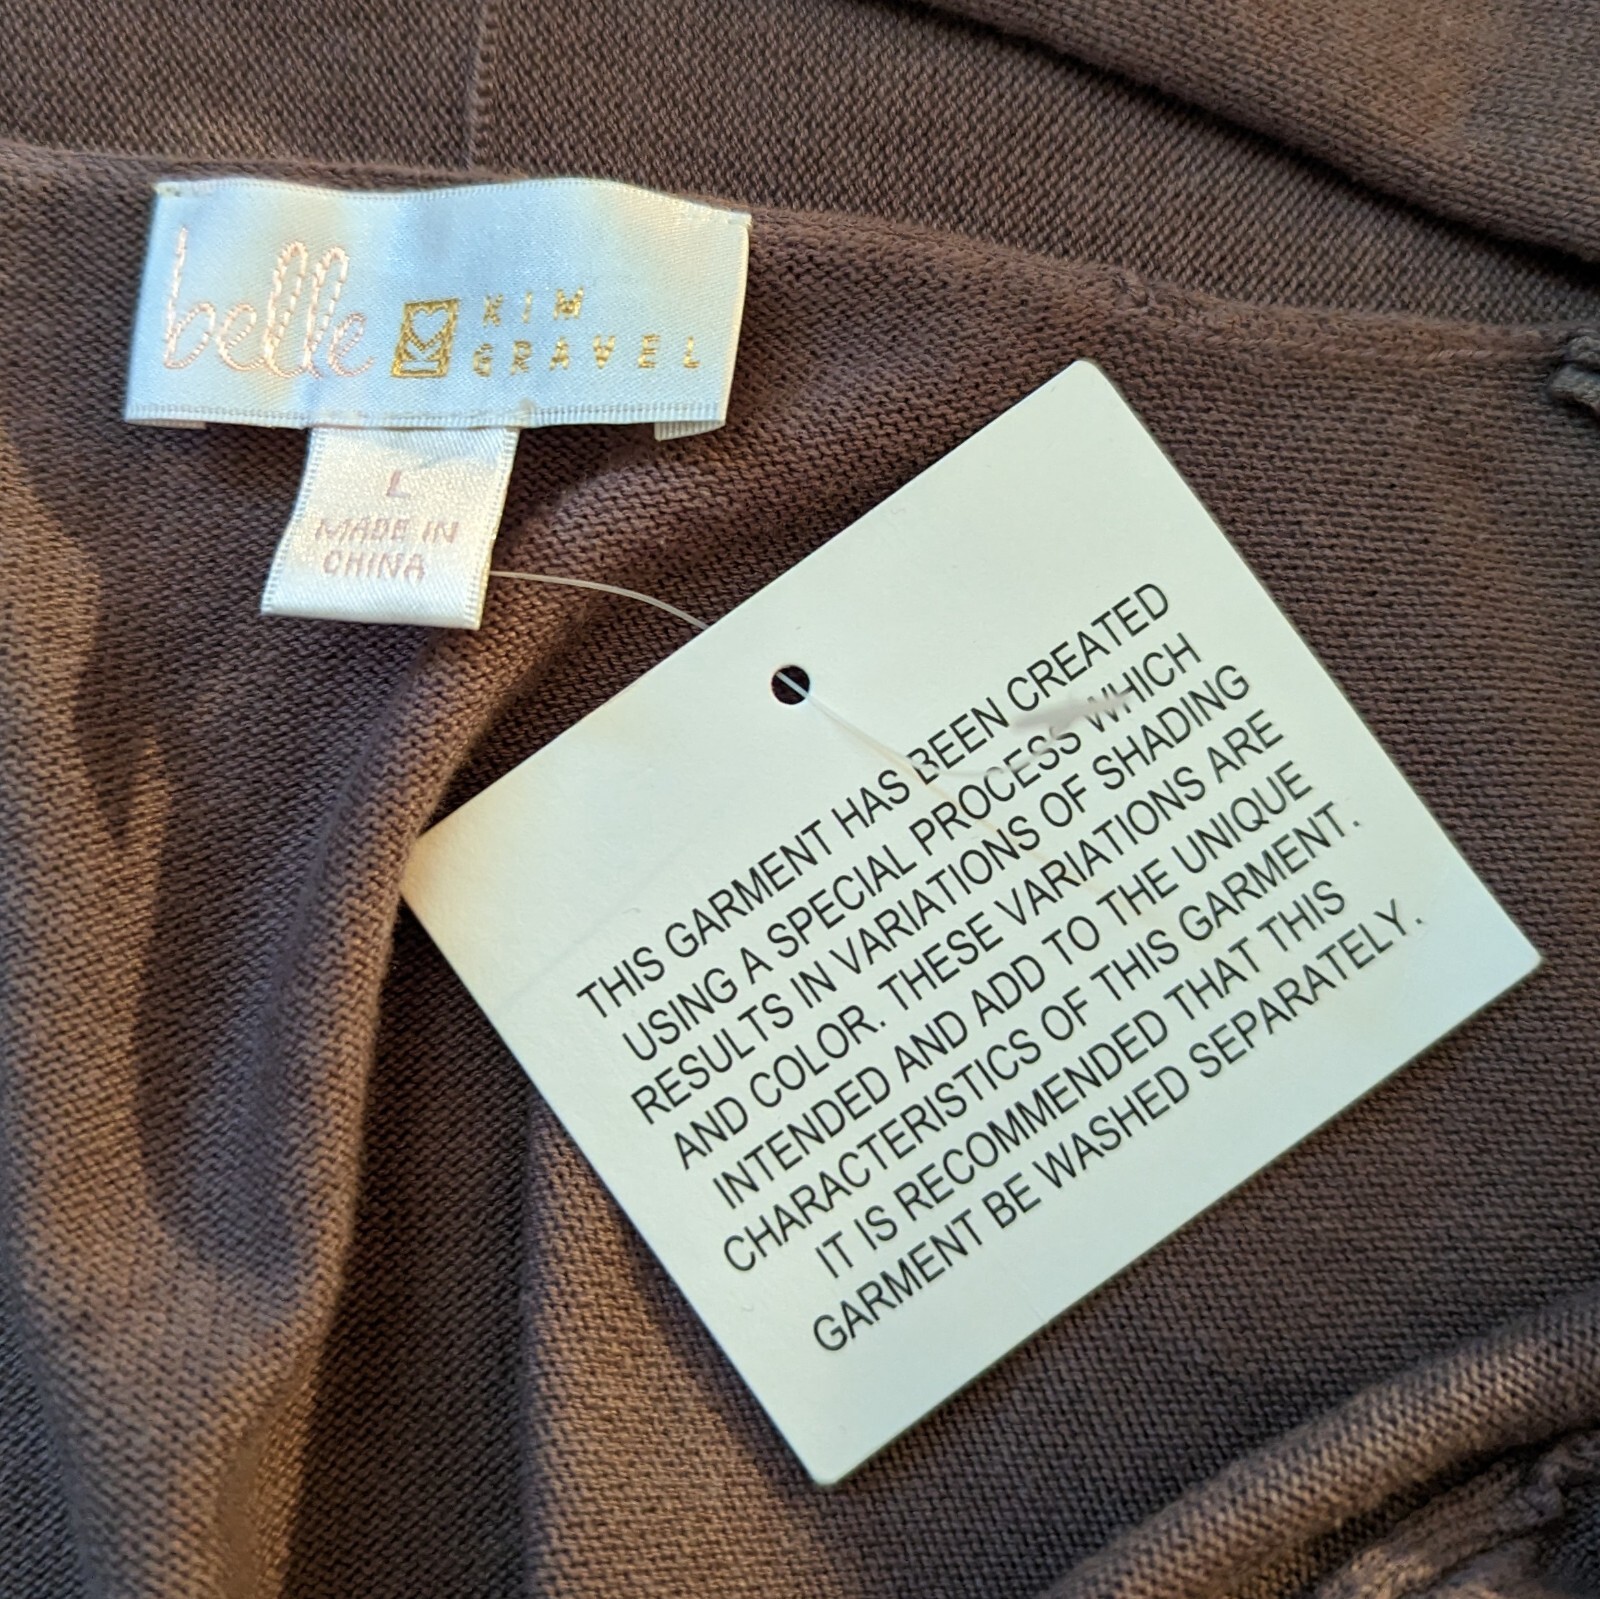 belle KIM
GRAVEL
L
MADE IN
CHINA
THIS GARMENT HAS BEEN CREATED
USING A SPECIAL PROCESS WHICH
RESULTS IN VARIATIONS OF SHADING
AND COLOR. THESE VARIATIONS ARE
INTENDED AND ADD TO THE UNIQUE
CHARACTERISTICS OF THIS GARMENT.
IT IS RECOMMENDED THAT THIS
GARMENT BE WASHED SEPARATELY.